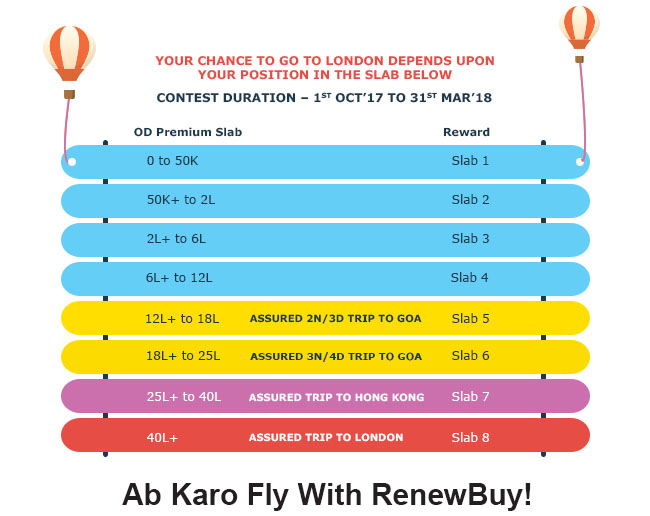 YOUR CHANCE TO GO TO LONDON DEPENDS UPON
YOUR POSITION IN THE SLAB BELOW
CONTEST DURATION – 1ST OCT'17 TO 31ST MAR'18
OD Premium Slab Reward
0 to 50K Slab 1
50K+ to 2L Slab 2
2L+ to 6L Slab 3
6L+ to 12L Slab 4
12L+ to 18L ASSURED 2N/3D TRIP TO GOA Slab 5
18L+ to 25L ASSURED 3N/4D TRIP TO GOA Slab 6
25L+ to 40L ASSURED TRIP TO HONG KONG Slab 7
40L+ ASSURED TRIP TO LONDON Slab 8
Ab Karo Fly With RenewBuy!